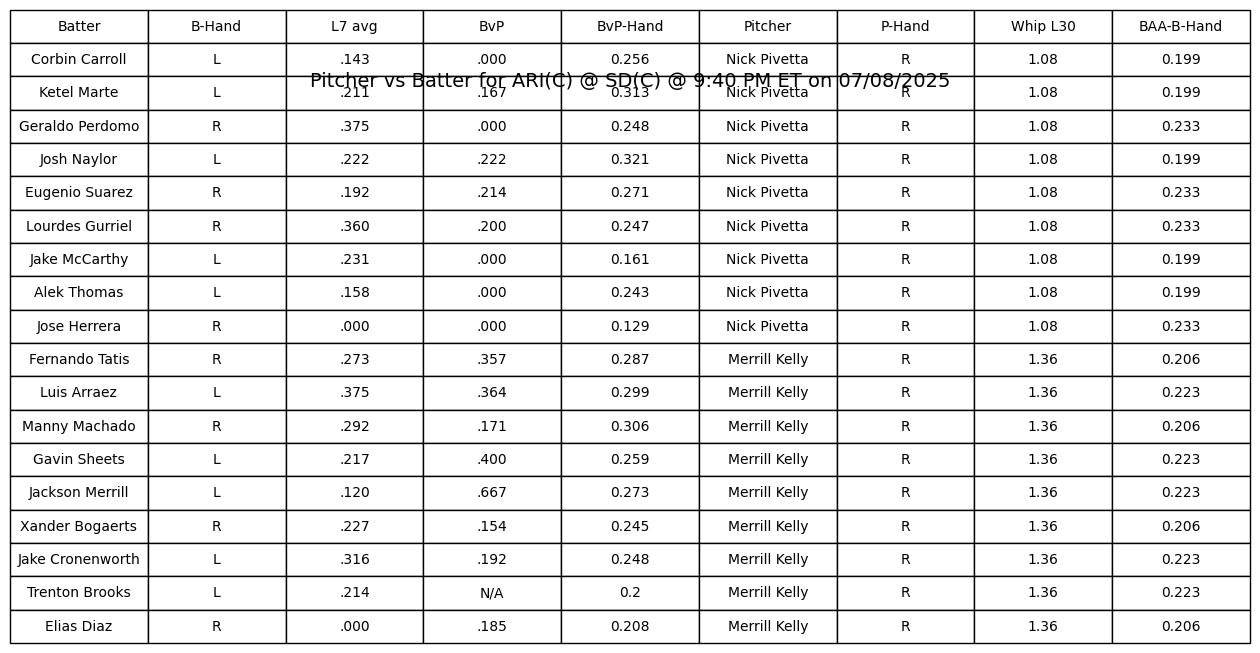 Batter B-Hand L7 avg BvP BvP-Hand Pitcher P-Hand Whip L30 BAA-B-Hand
Corbin Carroll L .143 .000 0.256 Nick Pivetta R 1.08 0.199
Pitcher vs Batter for ARI(C) @ SD(C) @ 9:40 PM ET on 07/08/2025
Ketel Marte L .211 .167 0.313 Nick Pivetta R 1.08 0.199
Geraldo Perdomo R .375 .000 0.248 Nick Pivetta R 1.08 0.233
Josh Naylor L .222 .222 0.321 Nick Pivetta R 1.08 0.199
Eugenio Suarez R .192 .214 0.271 Nick Pivetta R 1.08 0.233
Lourdes Gurriel R .360 .200 0.247 Nick Pivetta R 1.08 0.233
Jake McCarthy L .231 .000 0.161 Nick Pivetta R 1.08 0.199
Alek Thomas L .158 .000 0.243 Nick Pivetta R 1.08 0.199
Jose Herrera R .000 .000 0.129 Nick Pivetta R 1.08 0.233
Fernando Tatis R .273 .357 0.287 Merrill Kelly R 1.36 0.206
Luis Arraez L .375 .364 0.299 Merrill Kelly R 1.36 0.223
Manny Machado R .292 .171 0.306 Merrill Kelly R 1.36 0.206
Gavin Sheets L .217 .400 0.259 Merrill Kelly R 1.36 0.223
Jackson Merrill L .120 .667 0.273 Merrill Kelly R 1.36 0.223
Xander Bogaerts R .227 .154 0.245 Merrill Kelly R 1.36 0.206
Jake Cronenworth L .316 .192 0.248 Merrill Kelly R 1.36 0.223
Trenton Brooks L .214 N/A 0.2 Merrill Kelly R 1.36 0.223
Elias Diaz R .000 .185 0.208 Merrill Kelly R 1.36 0.206